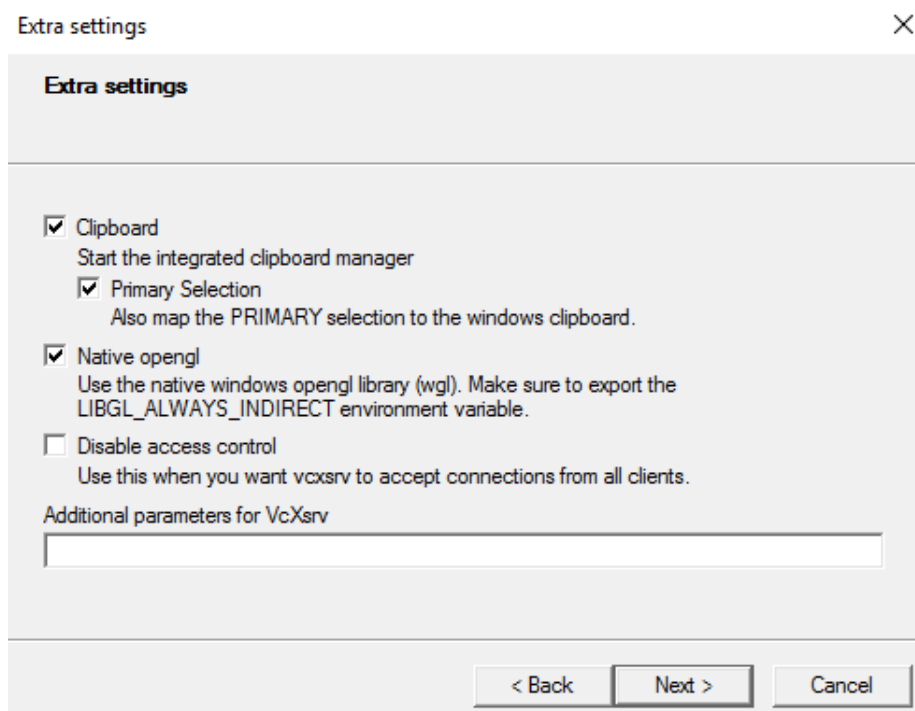 Extra settings
Extra settings
Clipboard
Start the integrated clipboard manager
Primary Selection
Also map the PRIMARY selection to the windows clipboard.
Native opengl
Use the native windows opengl library (wgl). Make sure to export the
LIBGL_ALWAYS_INDIRECT environment variable.
Disable access control
Use this when you want vcxsrv to accept connections from all clients.
Additional parameters for VcXsrv
< Back Next > Cancel